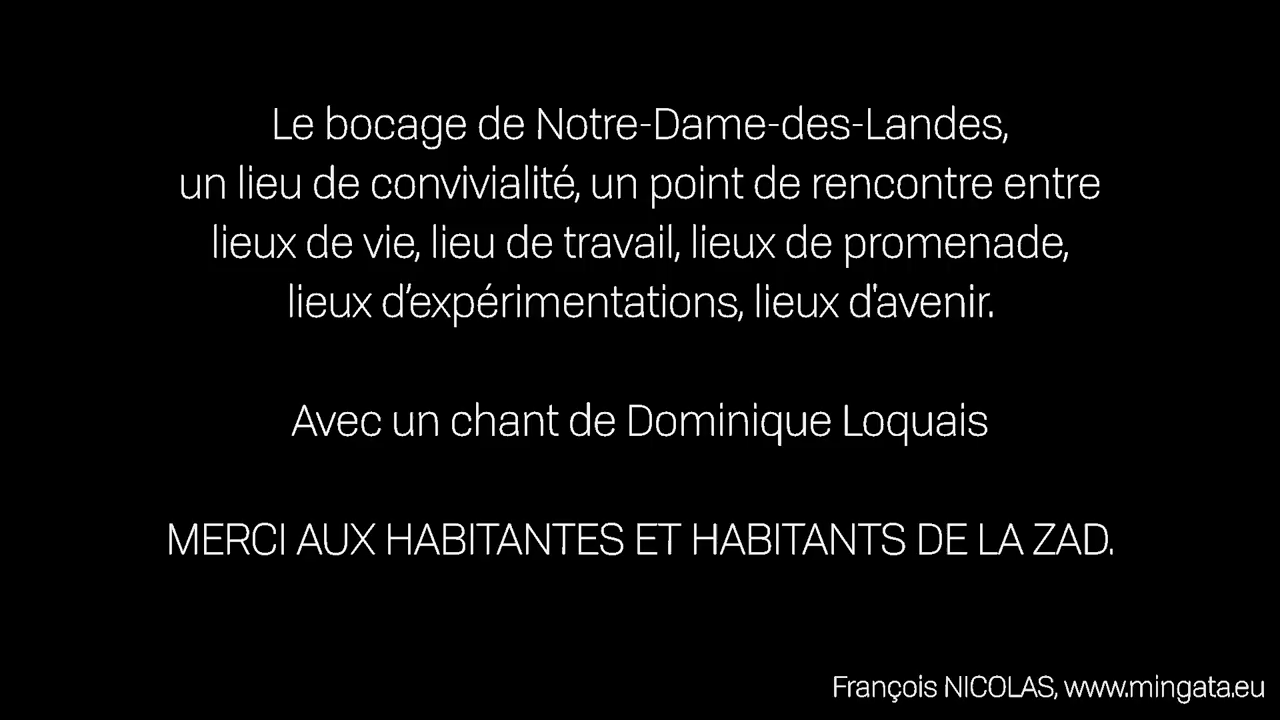 Le bocage de Notre-Dame-des-Landes,
un lieu de convivialité, un point de rencontre entre
lieux de vie, lieu de travail, lieux de promenade,
lieux d’expérimentations, lieux d'avenir.
Avec un chant de Dominique Loquais
MERCI AUX HABITANTES ET HABITANTS DE LA ZAD.
François NICOLAS, www.mingata.eu